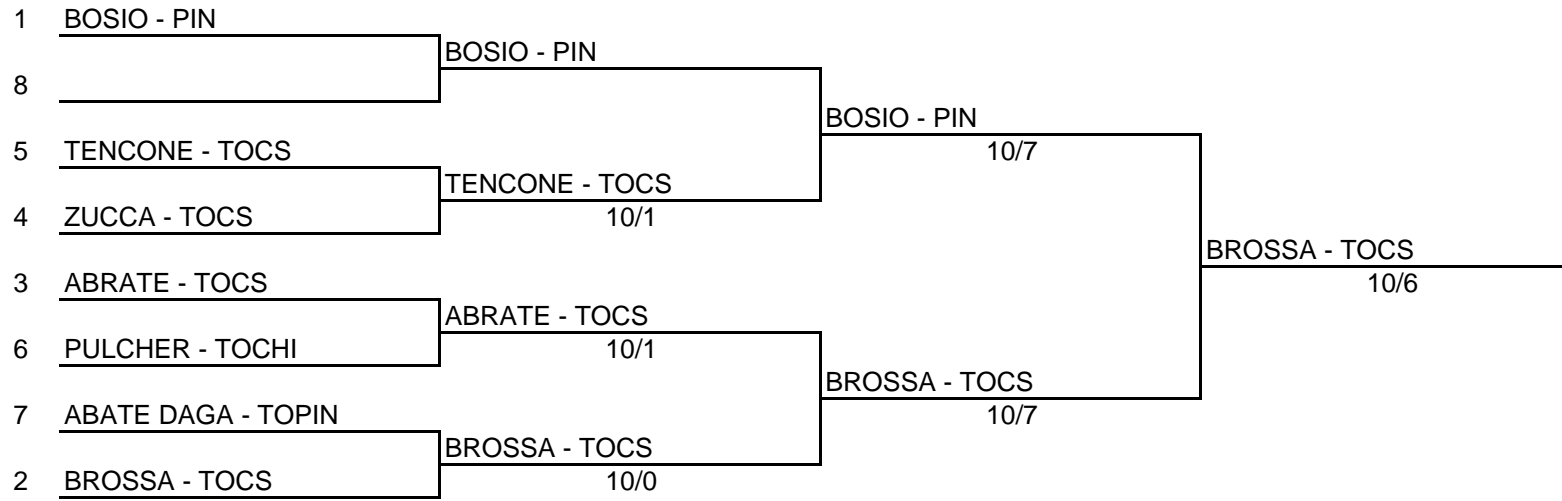 1 BOSIO - PIN
BOSIO - PIN
8
BOSIO - PIN
5 TENCONE - TOCS 10/7
TENCONE - TOCS
4 ZUCCA - TOCS 10/1
BROSSA - TOCS
3 ABRATE - TOCS 10/6
ABRATE - TOCS
6 PULCHER - TOCHI 10/1
BROSSA - TOCS
7 ABATE DAGA - TOPIN 10/7
BROSSA - TOCS
2 BROSSA - TOCS 10/0